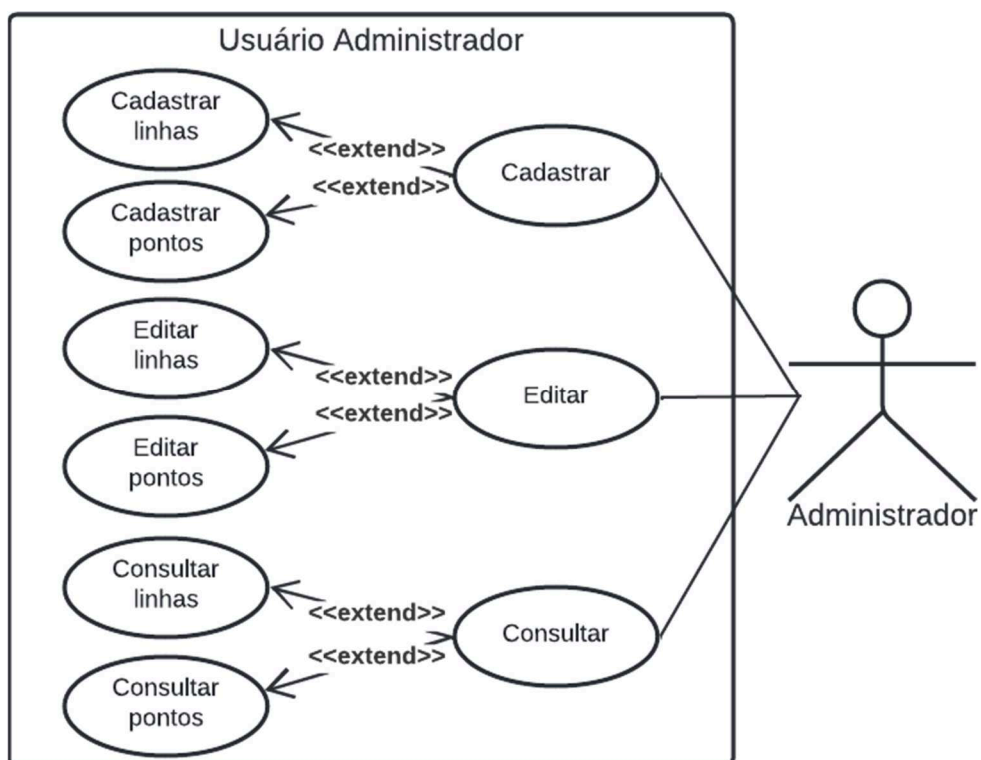 Usuário Administrador
Cadastrar
linhas
<<extend>>
Cadastrar
<<extend>>
Cadastrar
pontos
Editar
linhas
<<extend>>
Editar
<<extend>>
Editar
pontos
Administrador
Consultar
linhas
<<extend>>
Consultar
<<extend>>
Consultar
pontos